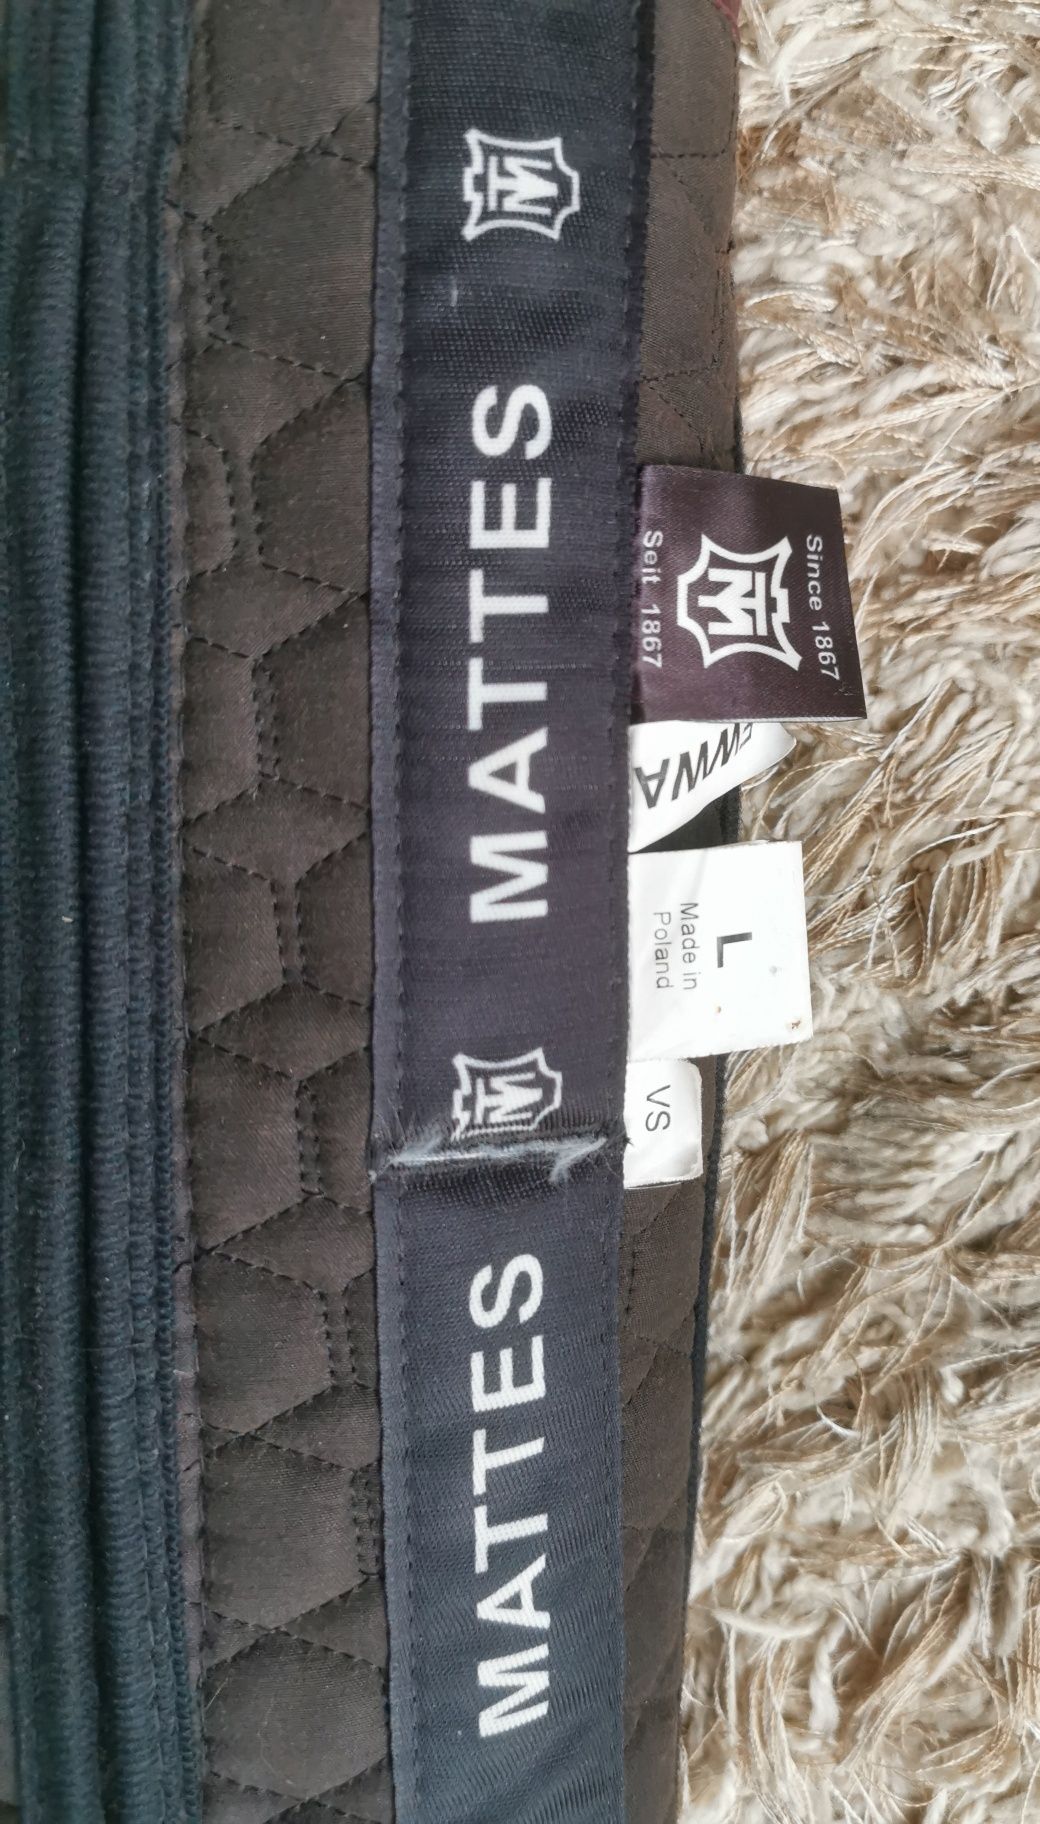 MATTES
MATTES
Since 1867
Seit 1867
L
Made in
Poland
VS